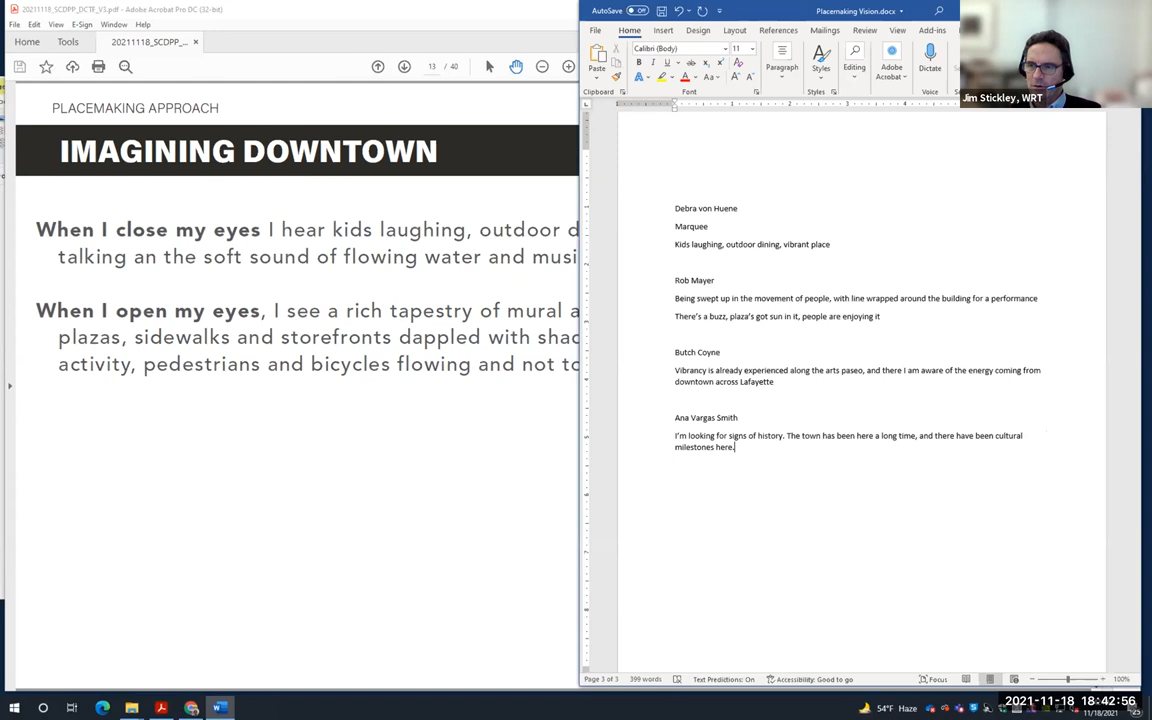 20211118_SCDPP_DCTF_V3.pdf - Adobe Acrobat Pro DC (32-bit)
File Edit View E-Sign Window Help
Home Tools 20211118_SCDPP_... ×
13 / 40
PLACEMAKING APPROACH
IMAGINING DOWNTOWN
When I close my eyes I hear kids laughing, outdoor d
talking an the soft sound of flowing water and musi
When I open my eyes, I see a rich tapestry of mural a
plazas, sidewalks and storefronts dappled with shad
activity, pedestrians and bicycles flowing and not to
AutoSave Off Placemaking Vision.docx
File Home Insert Design Layout References Mailings Review View Add-ins
Calibri (Body) 11
Paste Paragraph Styles Editing Adobe Acrobat Dictate
Clipboard Font Styles Voice
Jim Stickley, WRT
Debra von Huene
Marquee
Kids laughing, outdoor dining, vibrant place
Rob Mayer
Being swept up in the movement of people, with line wrapped around the building for a performance
There's a buzz, plaza's got sun in it, people are enjoying it
Butch Coyne
Vibrancy is already experienced along the arts paseo, and there I am aware of the energy coming from
downtown across Lafayette
Ana Vargas Smith
I'm looking for signs of history. The town has been here a long time, and there have been cultural
milestones here.
Page 3 of 3 399 words Text Predictions: On Accessibility: Good to go Focus 100%
54°F Haze
2021-11-18 18:42:56
11/18/2021